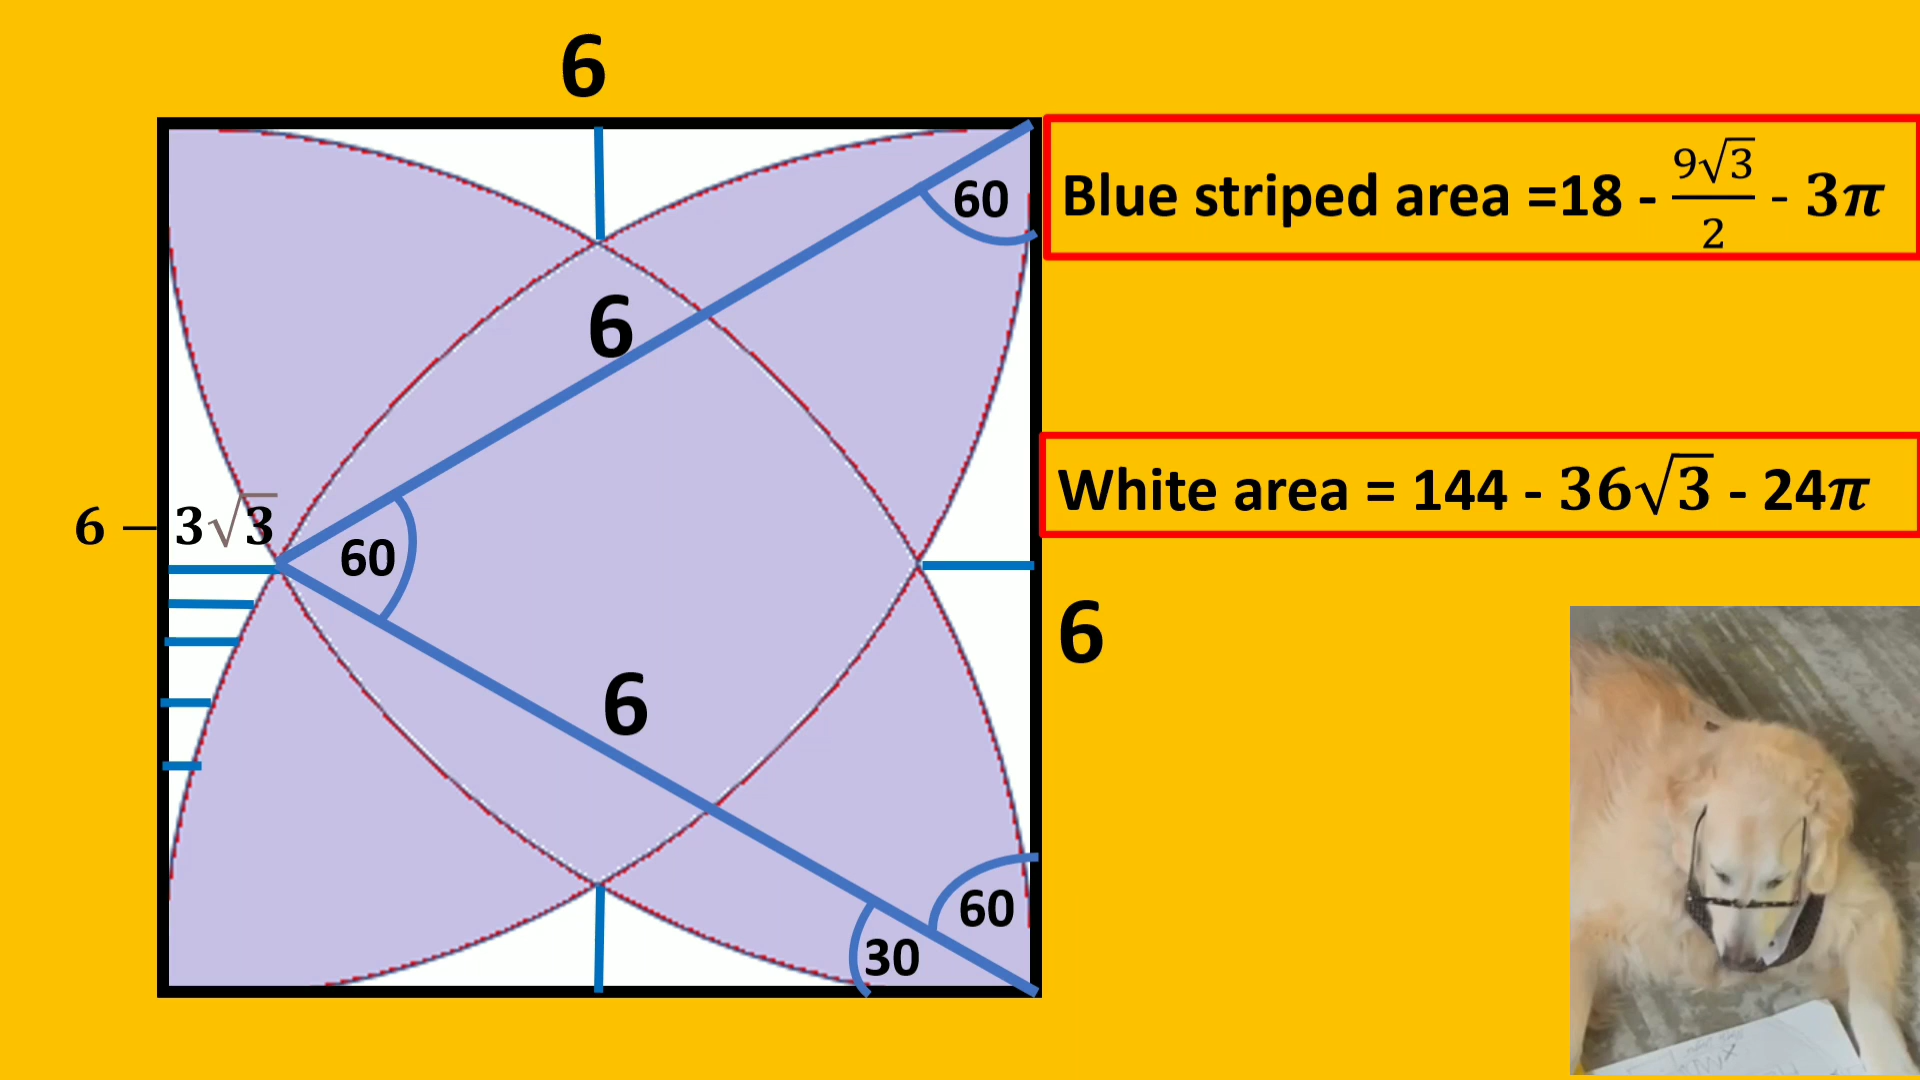 6
60
Blue striped area =18 - 9√3/2 - 3π
6
White area = 144 - 36√3 - 24π
6 – 3√3
60
6
6
60
30